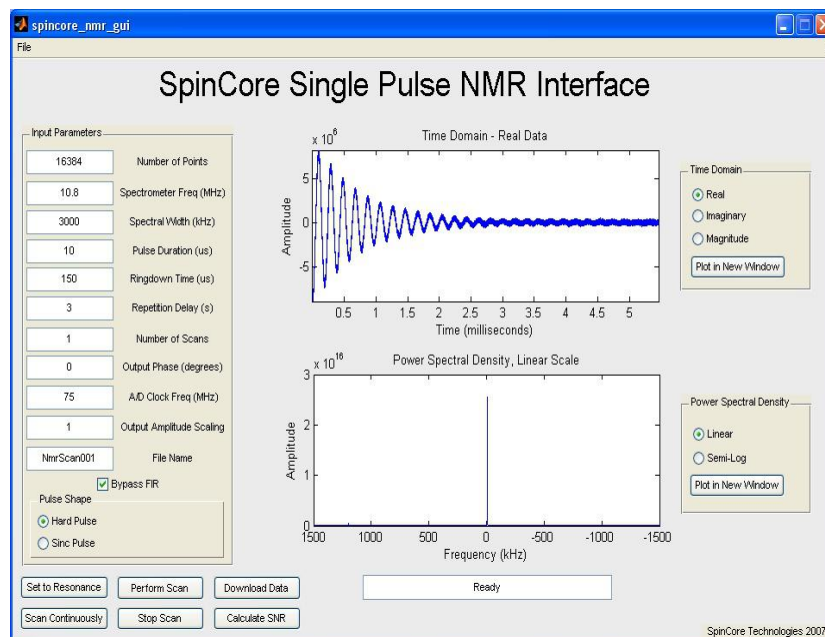 spincore_nmr_gui
File
SpinCore Single Pulse NMR Interface
Input Parameters
16384 Number of Points
10.8 Spectrometer Freq (MHz)
3000 Spectral Width (kHz)
10 Pulse Duration (us)
150 Ringdown Time (us)
3 Repetition Delay (s)
1 Number of Scans
0 Output Phase (degrees)
75 A/D Clock Freq (MHz)
1 Output Amplitude Scaling
NmrScan001 File Name
Bypass FIR
Pulse Shape
Hard Pulse
Sinc Pulse
Set to Resonance Perform Scan Download Data
Scan Continuously Stop Scan Calculate SNR
x 10^6 Time Domain - Real Data
5
0
-5
Amplitude
0.5 1 1.5 2 2.5 3 3.5 4 4.5 5
Time (milliseconds)
x 10^16 Power Spectral Density, Linear Scale
3
2
1
0
Amplitude
1500 1000 500 0 -500 -1000 -1500
Frequency (kHz)
Ready
Time Domain
Real
Imaginary
Magnitude
Plot in New Window
Power Spectral Density
Linear
Semi-Log
Plot in New Window
SpinCore Technologies 2007